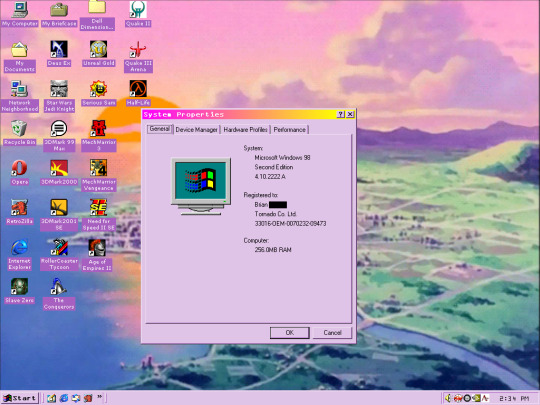 My Computer
My Briefcase
Dell
Dimension...
Quake II
My
Documents
Deus Ex
Unreal Gold
Quake III
Arena
Network
Neighborhood
Star Wars
Jedi Knight
Serious Sam
Half-Life
Recycle Bin
3DMark 99
Max
MechWarrior
3
Opera
3DMark2000
MechWarrior
Vengeance
RetroZilla
3DMark2001
SE
Need for
Speed II SE
Internet
Explorer
RollerCoaster
Tycoon
Age of
Empires II
Slave Zero
The
Conquerors
System Properties
General
Device Manager
Hardware Profiles
Performance
System:
Microsoft Windows 98
Second Edition
4.10.2222 A
Registered to:
Brian
Tornado Co. Ltd.
33016-OEM-0070232-09473
Computer:
256.0MB RAM
OK
Cancel
Start
2:34 PM